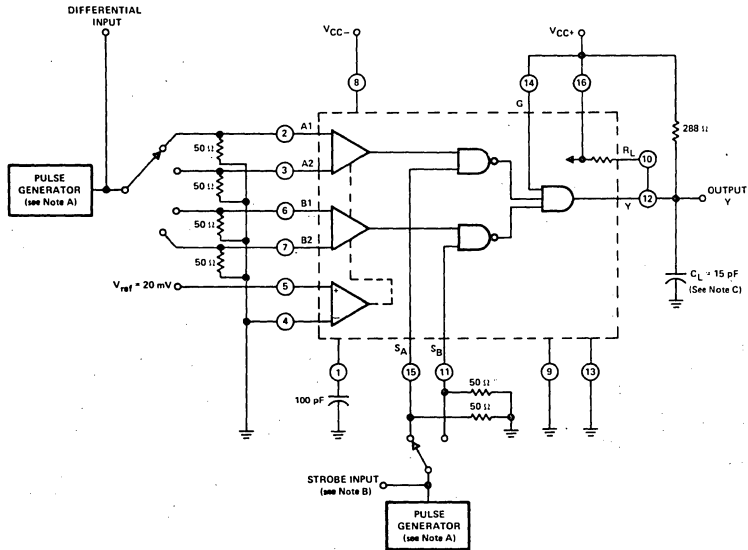 DIFFERENTIAL
INPUT
VCC–
VCC+
8
14
16
G
288 Ω
PULSE
GENERATOR
(see Note A)
50 Ω
2
A1
3
A2
50 Ω
6
B1
50 Ω
7
B2
50 Ω
Vref = 20 mV
5
+
4
–
RL
10
Y
12
OUTPUT
Y
CL = 15 pF
(See Note C)
SA
SB
1
15
11
9
13
100 pF
50 Ω
50 Ω
STROBE INPUT
(see Note B)
PULSE
GENERATOR
(see Note A)